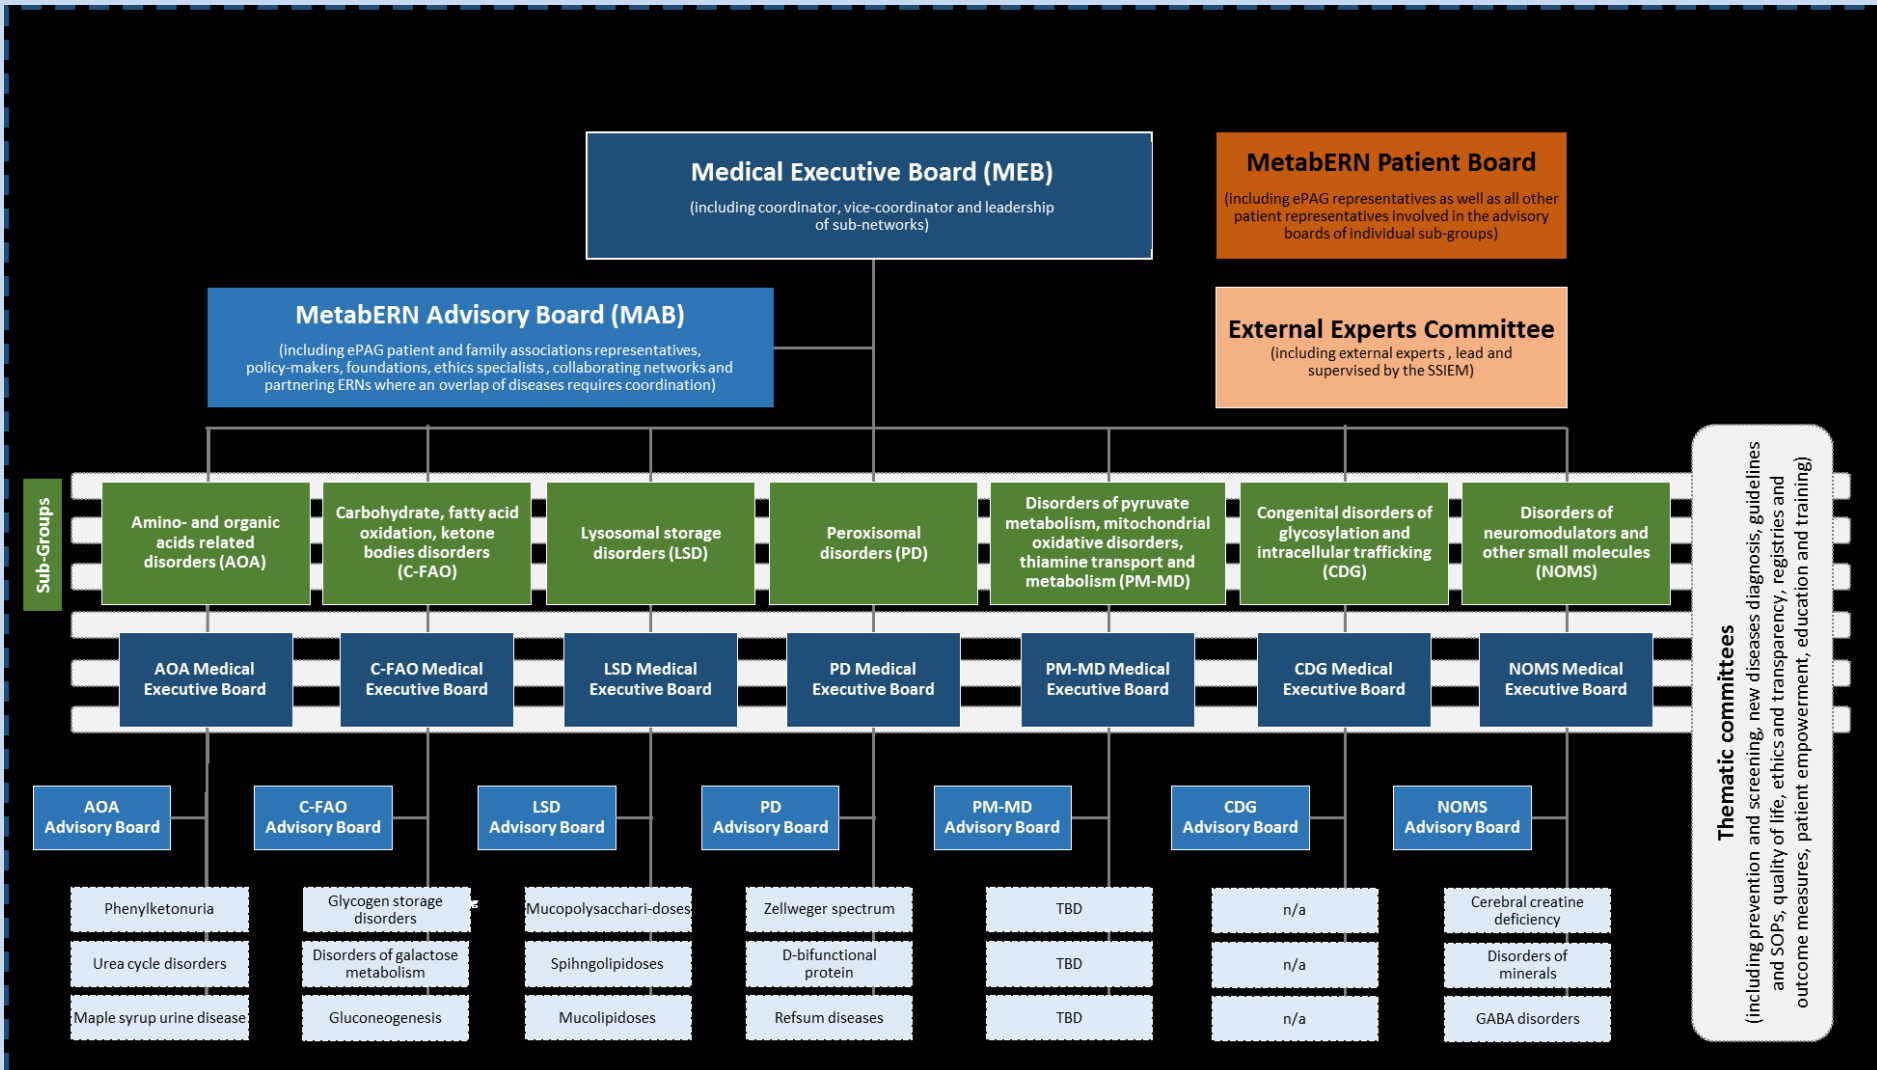 Medical Executive Board (MEB)
(including coordinator, vice-coordinator and leadership
of sub-networks)
MetabERN Patient Board
(including ePAG representatives as well as all other
patient representatives involved in the advisory
boards of individual sub-groups)
MetabERN Advisory Board (MAB)
(including ePAG patient and family associations representatives,
policy-makers, foundations, ethics specialists , collaborating networks and
partnering ERNs where an overlap of diseases requires coordination)
External Experts Committee
(including external experts , lead and
supervised by the SSIEM)
Sub-Groups
Amino- and organic
acids related
disorders (AOA)
Carbohydrate, fatty acid
oxidation, ketone
bodies disorders
(C-FAO)
Lysosomal storage
disorders (LSD)
Peroxisomal
disorders (PD)
Disorders of pyruvate
metabolism, mitochondrial
oxidative disorders,
thiamine transport and
metabolism (PM-MD)
Congenital disorders of
glycosylation and
intracellular trafficking
(CDG)
Disorders of
neuromodulators and
other small molecules
(NOMS)
AOA Medical
Executive Board
C-FAO Medical
Executive Board
LSD Medical
Executive Board
PD Medical
Executive Board
PM-MD Medical
Executive Board
CDG Medical
Executive Board
NOMS Medical
Executive Board
AOA
Advisory Board
C-FAO
Advisory Board
LSD
Advisory Board
PD
Advisory Board
PM-MD
Advisory Board
CDG
Advisory Board
NOMS
Advisory Board
Phenylketonuria
Glycogen storage
disorders
Mucopolysacchari-doses
Zellweger spectrum
TBD
n/a
Cerebral creatine
deficiency
Urea cycle disorders
Disorders of galactose
metabolism
Spihngolipidoses
D-bifunctional
protein
TBD
n/a
Disorders of
minerals
Maple syrup urine disease
Gluconeogenesis
Mucolipidoses
Refsum diseases
TBD
n/a
GABA disorders
Thematic committees
(including prevention and screening, new diseases diagnosis, guidelines
and SOPs, quality of life, ethics and transparency, registries and
outcome measures, patient empowerment, education and training)